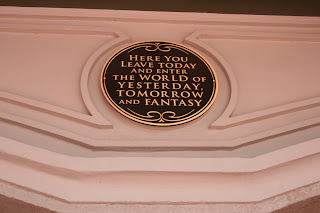 HERE YOU
LEAVE TODAY
AND ENTER
THE WORLD OF
YESTERDAY,
TOMORROW
AND FANTASY